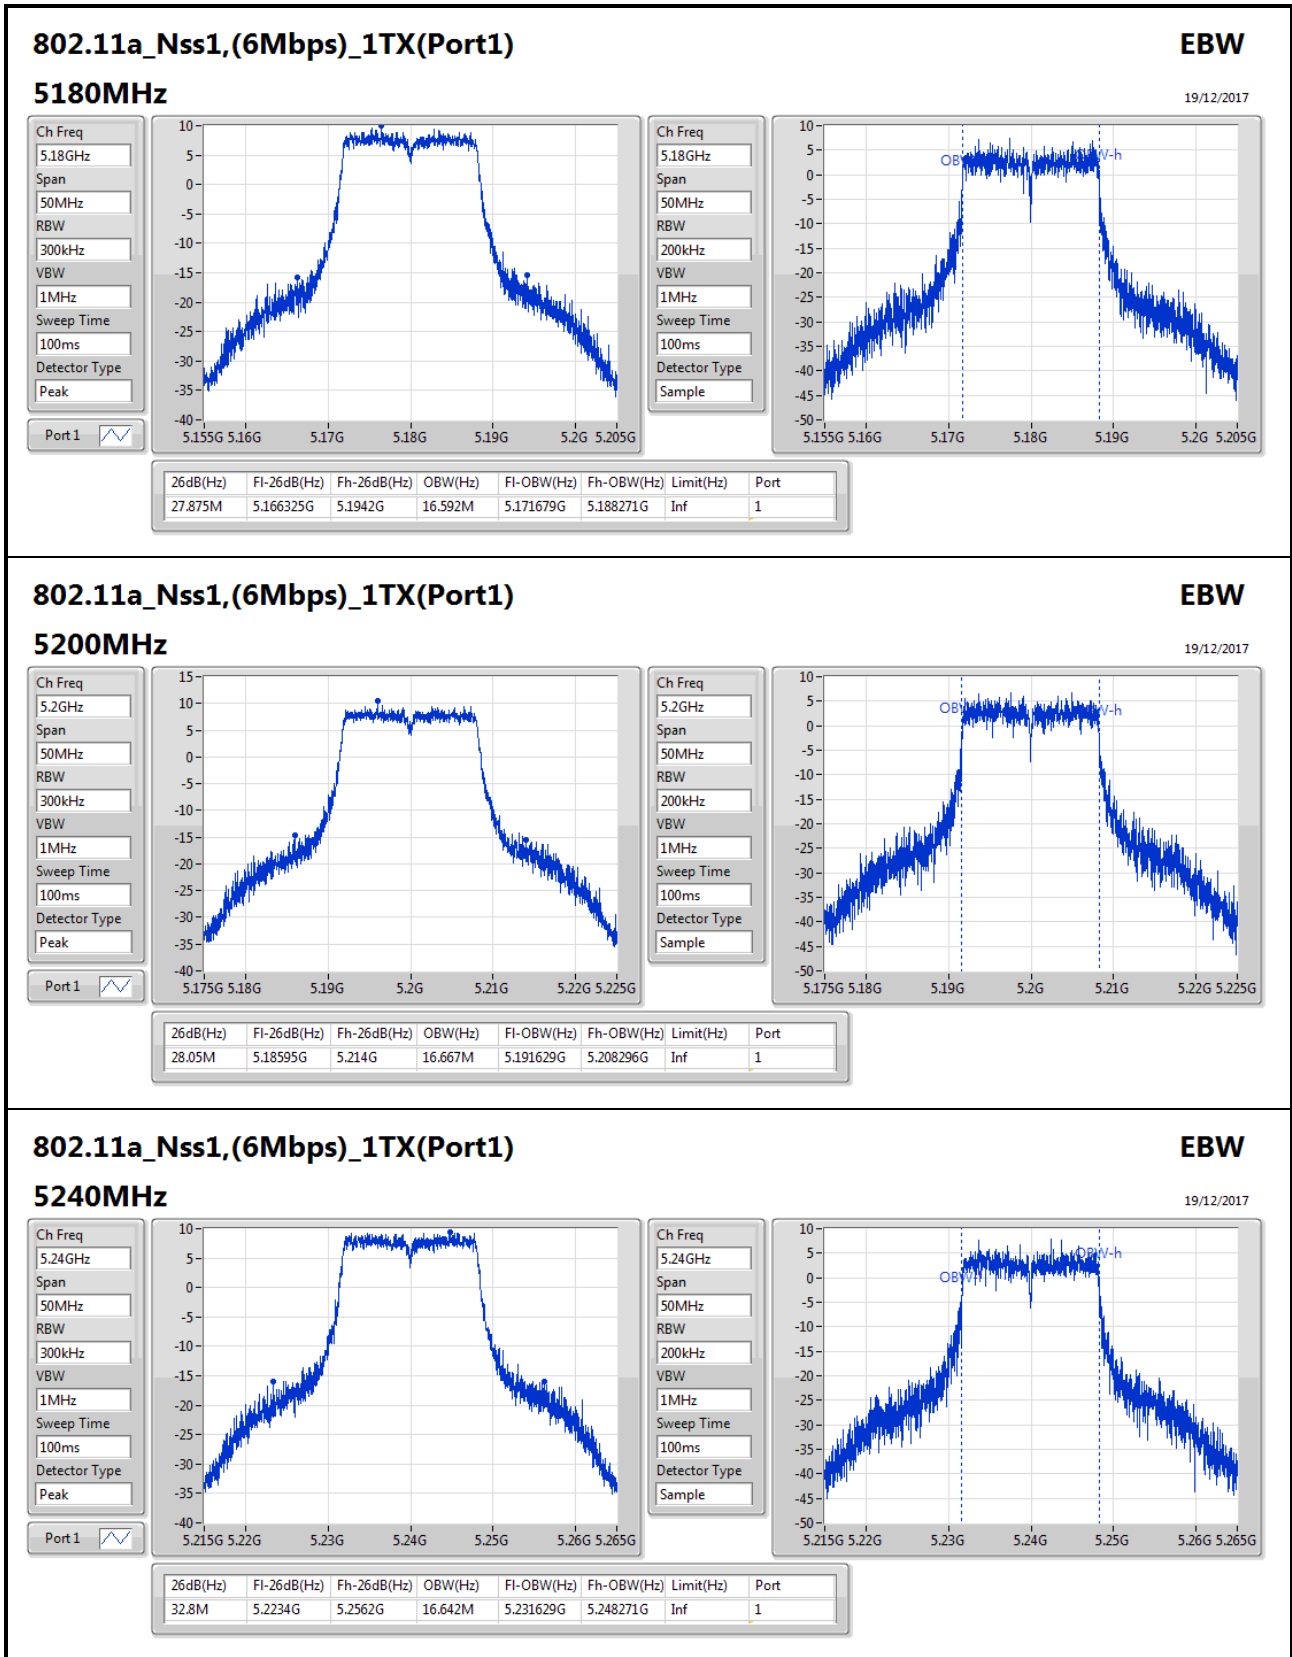 802.11a_Nss1,(6Mbps)_1TX(Port1) EBW
5180MHz 19/12/2017
Ch Freq
5.18GHz
Span
50MHz
RBW
300kHz
VBW
1MHz
Sweep Time
100ms
Detector Type
Peak
Port 1
10
5
0
-5
-10
-15
-20
-25
-30
-35
-40
5.155G 5.16G 5.17G 5.18G 5.19G 5.2G 5.205G
Ch Freq
5.18GHz
Span
50MHz
RBW
200kHz
VBW
1MHz
Sweep Time
100ms
Detector Type
Sample
10
5
0
-5
-10
-15
-20
-25
-30
-35
-40
-45
-50
5.155G 5.16G 5.17G 5.18G 5.19G 5.2G 5.205G
26dB(Hz) Fl-26dB(Hz) Fh-26dB(Hz) OBW(Hz) Fl-OBW(Hz) Fh-OBW(Hz) Limit(Hz) Port
27.875M 5.166325G 5.1942G 16.592M 5.171679G 5.188271G Inf 1
802.11a_Nss1,(6Mbps)_1TX(Port1) EBW
5200MHz 19/12/2017
Ch Freq
5.2GHz
Span
50MHz
RBW
300kHz
VBW
1MHz
Sweep Time
100ms
Detector Type
Peak
Port 1
15
10
5
0
-5
-10
-15
-20
-25
-30
-35
-40
5.175G 5.18G 5.19G 5.2G 5.21G 5.22G 5.225G
Ch Freq
5.2GHz
Span
50MHz
RBW
200kHz
VBW
1MHz
Sweep Time
100ms
Detector Type
Sample
10
5
0
-5
-10
-15
-20
-25
-30
-35
-40
-45
-50
5.175G 5.18G 5.19G 5.2G 5.21G 5.22G 5.225G
26dB(Hz) Fl-26dB(Hz) Fh-26dB(Hz) OBW(Hz) Fl-OBW(Hz) Fh-OBW(Hz) Limit(Hz) Port
28.05M 5.18595G 5.214G 16.667M 5.191629G 5.208296G Inf 1
802.11a_Nss1,(6Mbps)_1TX(Port1) EBW
5240MHz 19/12/2017
Ch Freq
5.24GHz
Span
50MHz
RBW
300kHz
VBW
1MHz
Sweep Time
100ms
Detector Type
Peak
Port 1
10
5
0
-5
-10
-15
-20
-25
-30
-35
-40
5.215G 5.22G 5.23G 5.24G 5.25G 5.26G 5.265G
Ch Freq
5.24GHz
Span
50MHz
RBW
200kHz
VBW
1MHz
Sweep Time
100ms
Detector Type
Sample
10
5
0
-5
-10
-15
-20
-25
-30
-35
-40
-45
-50
OBW-h
5.215G 5.22G 5.23G 5.24G 5.25G 5.26G 5.265G
26dB(Hz) Fl-26dB(Hz) Fh-26dB(Hz) OBW(Hz) Fl-OBW(Hz) Fh-OBW(Hz) Limit(Hz) Port
32.8M 5.2234G 5.2562G 16.642M 5.231629G 5.248271G Inf 1